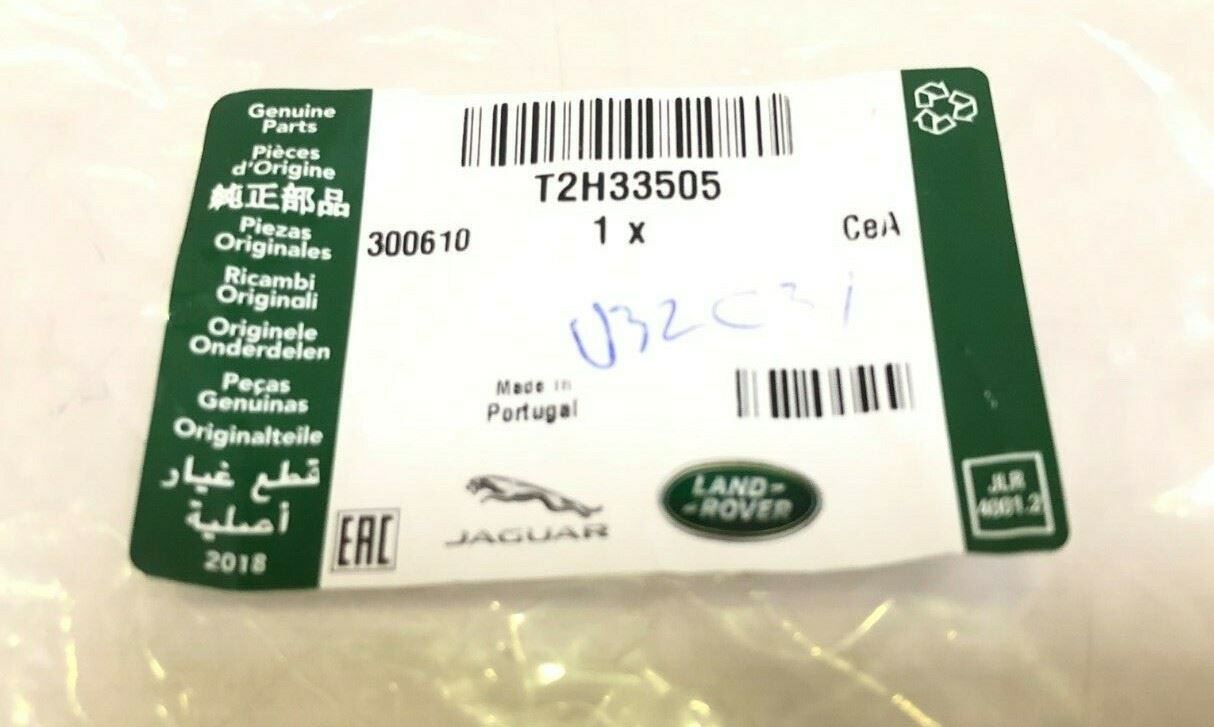 Genuine
Parts
Pièces
d'Origine
純正部品
Piezas
Originales
Ricambi
Originali
Originele
Onderdelen
Peças
Genuinas
Originalteile
قطع غيار
أصلية
2018
T2H33505
300610
1 x
CeA
Made in
Portugal
EAC
JAGUAR
LAND-
-ROVER
JLR
4001.2